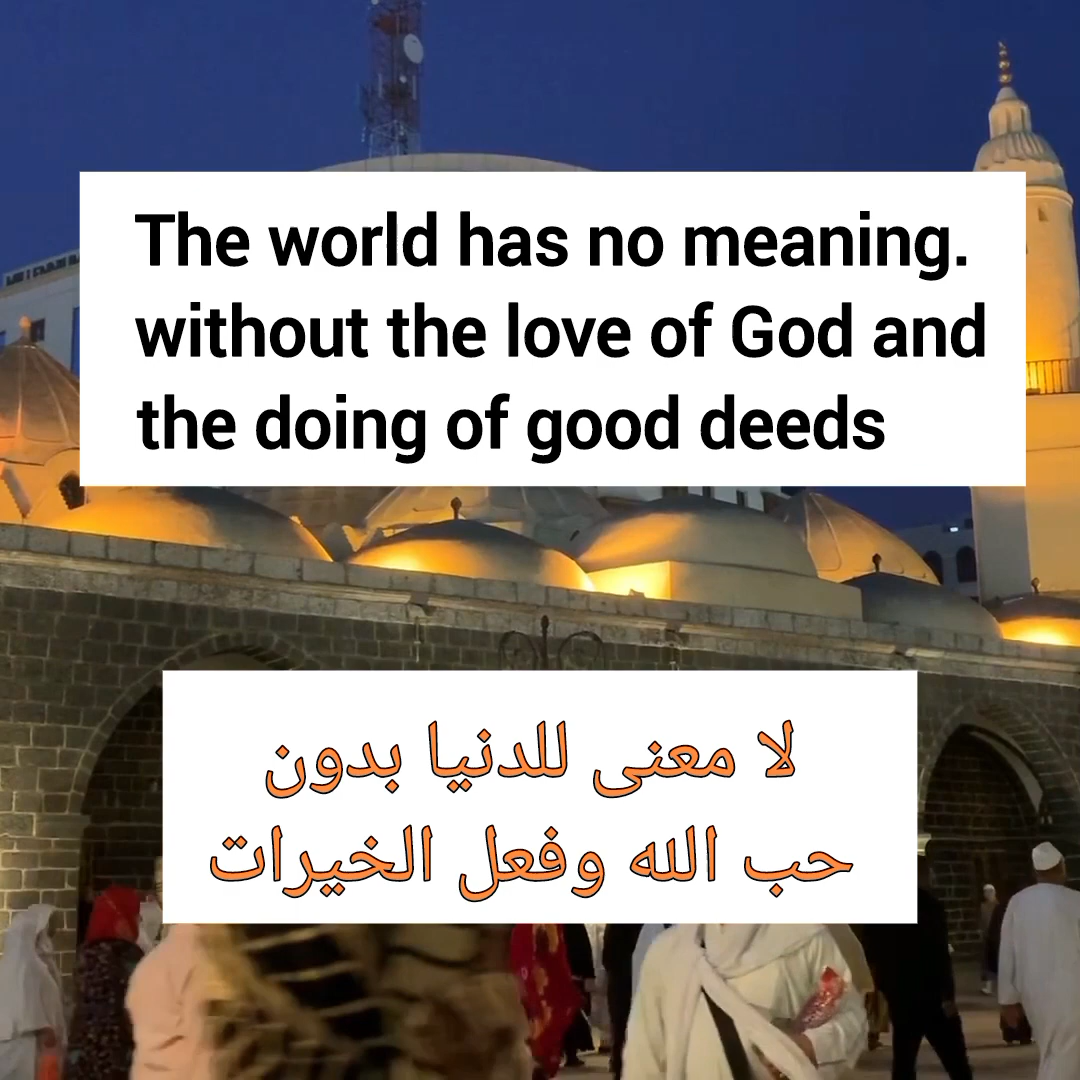 The world has no meaning.
without the love of God and
the doing of good deeds
لا معنى للدنيا بدون
حب الله وفعل الخيرات